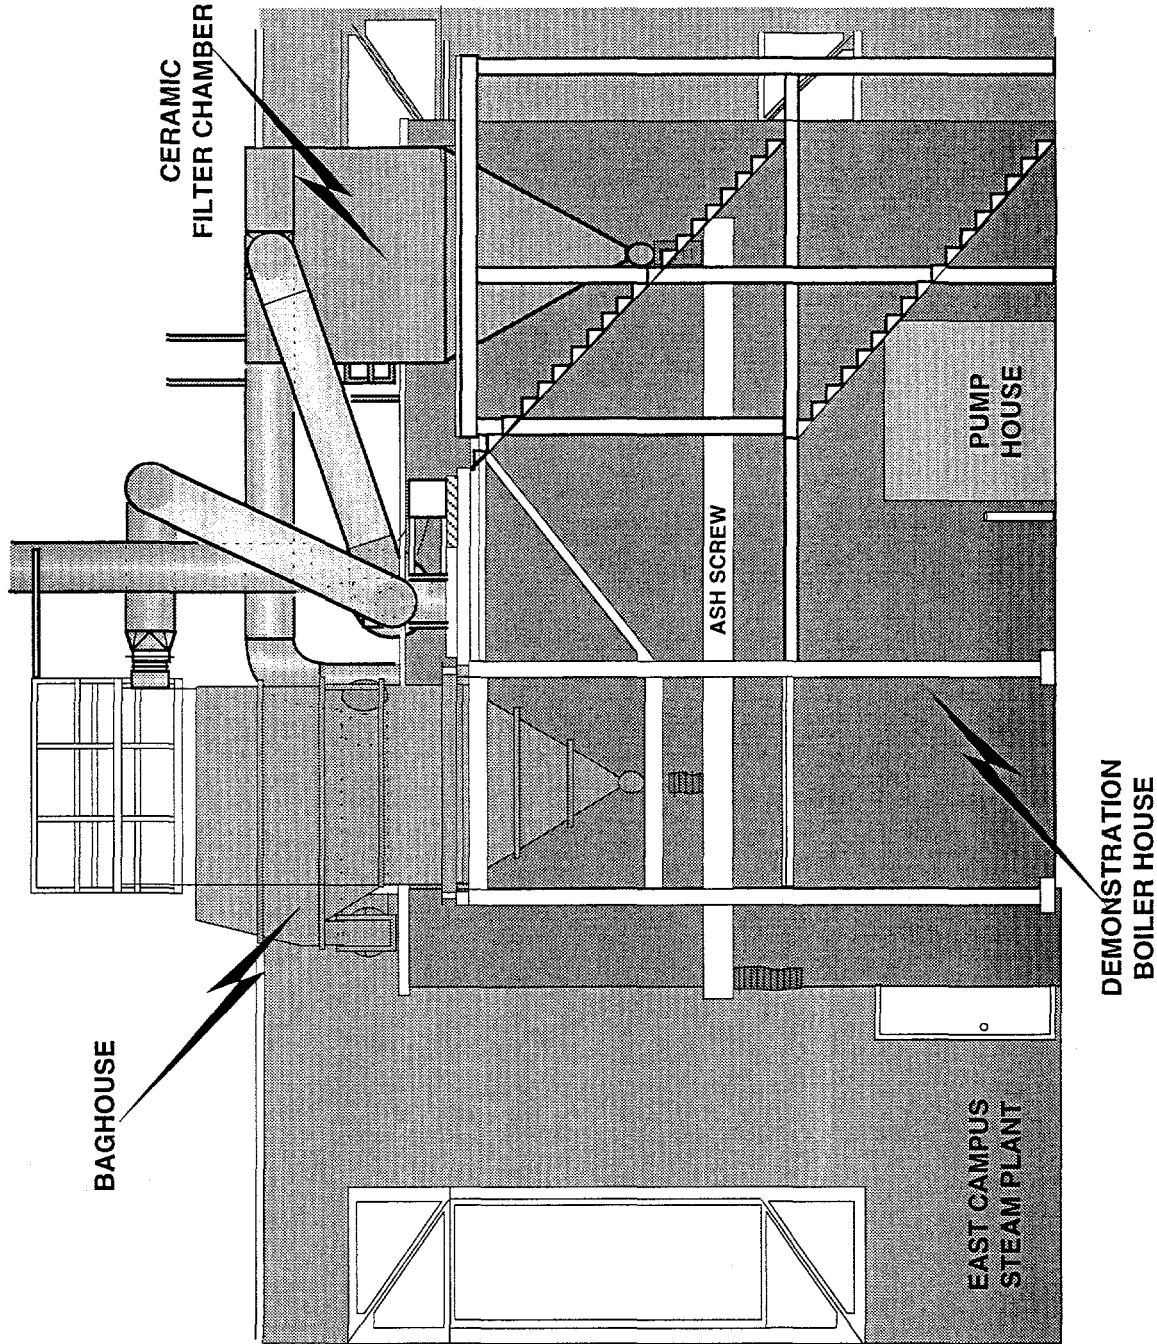 CERAMIC
FILTER CHAMBER
BAGHOUSE
ASH SCREW
PUMP
HOUSE
EAST CAMPUS
STEAM PLANT
DEMONSTRATION
BOILER HOUSE